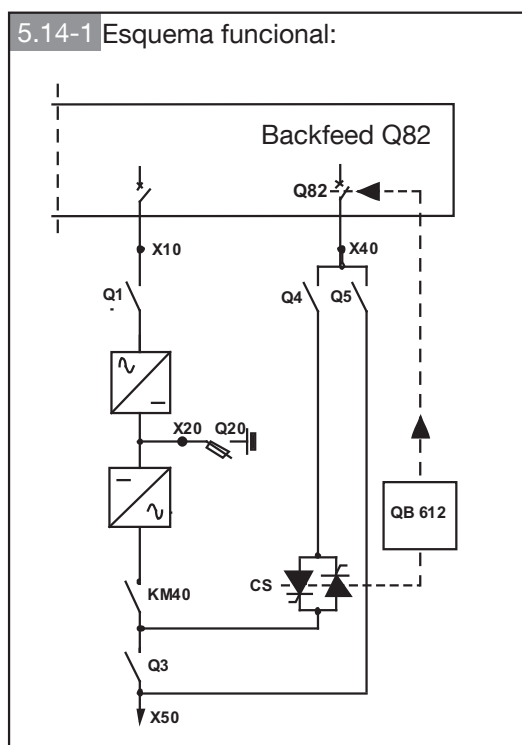 5.14-1 Esquema funcional:
Backfeed Q82
Q82
X10
X40
Q1
Q4
Q5
X20
Q20
QB 612
CS
KM40
Q3
X50